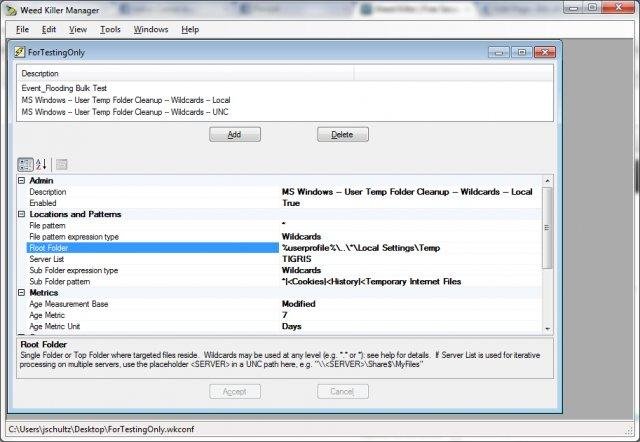 Weed Killer Manager
File Edit View Tools Windows Help
ForTestingOnly
Description
Event_Flooding Bulk Test
MS Windows -- User Temp Folder Cleanup -- Wildcards -- Local
MS Windows -- User Temp Folder Cleanup -- Wildcards -- UNC
Add Delete
Admin
Description MS Windows -- User Temp Folder Cleanup -- Wildcards -- Local
Enabled True
Locations and Patterns
File pattern *
File pattern expression type Wildcards
Root Folder %userprofile%\..\*\Local Settings\Temp
Server List TIGRIS
Sub Folder expression type Wildcards
Sub Folder pattern *|<Cookies|<History|<Temporary Internet Files
Metrics
Age Measurement Base Modified
Age Metric 7
Age Metric Unit Days
Root Folder
Single Folder or Top Folder where targeted files reside. Wildcards may be used at any level (e.g. "*.*" or *): see help for details. If Server List is used for iterative
processing on multiple servers, use the placeholder <SERVER> in a UNC path here, e.g. "\\<SERVER>\Share$\MyFiles"
Accept Cancel
C:\Users\jschultz\Desktop\ForTestingOnly.wkconf